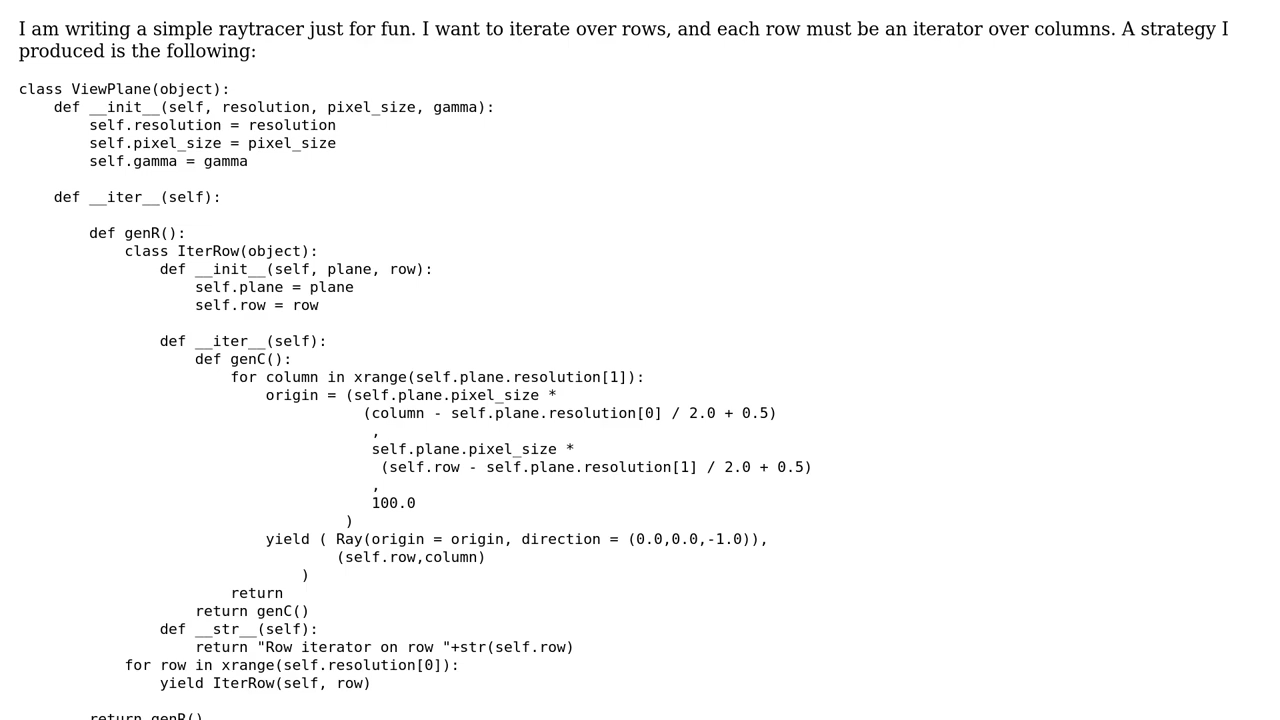 I am writing a simple raytracer just for fun. I want to iterate over rows, and each row must be an iterator over columns. A strategy I
produced is the following:
class ViewPlane(object):
    def __init__(self, resolution, pixel_size, gamma):
        self.resolution = resolution
        self.pixel_size = pixel_size
        self.gamma = gamma

    def __iter__(self):

        def genR():
            class IterRow(object):
                def __init__(self, plane, row):
                    self.plane = plane
                    self.row = row

                def __iter__(self):
                    def genC():
                        for column in xrange(self.plane.resolution[1]):
                            origin = (self.plane.pixel_size *
                                       (column - self.plane.resolution[0] / 2.0 + 0.5)
                                        ,
                                        self.plane.pixel_size *
                                         (self.row - self.plane.resolution[1] / 2.0 + 0.5)
                                        ,
                                        100.0
                                     )
                            yield ( Ray(origin = origin, direction = (0.0,0.0,-1.0)),
                                    (self.row,column)
                                )
                        return
                    return genC()
                def __str__(self):
                    return "Row iterator on row "+str(self.row)
            for row in xrange(self.resolution[0]):
                yield IterRow(self, row)

        return genR()